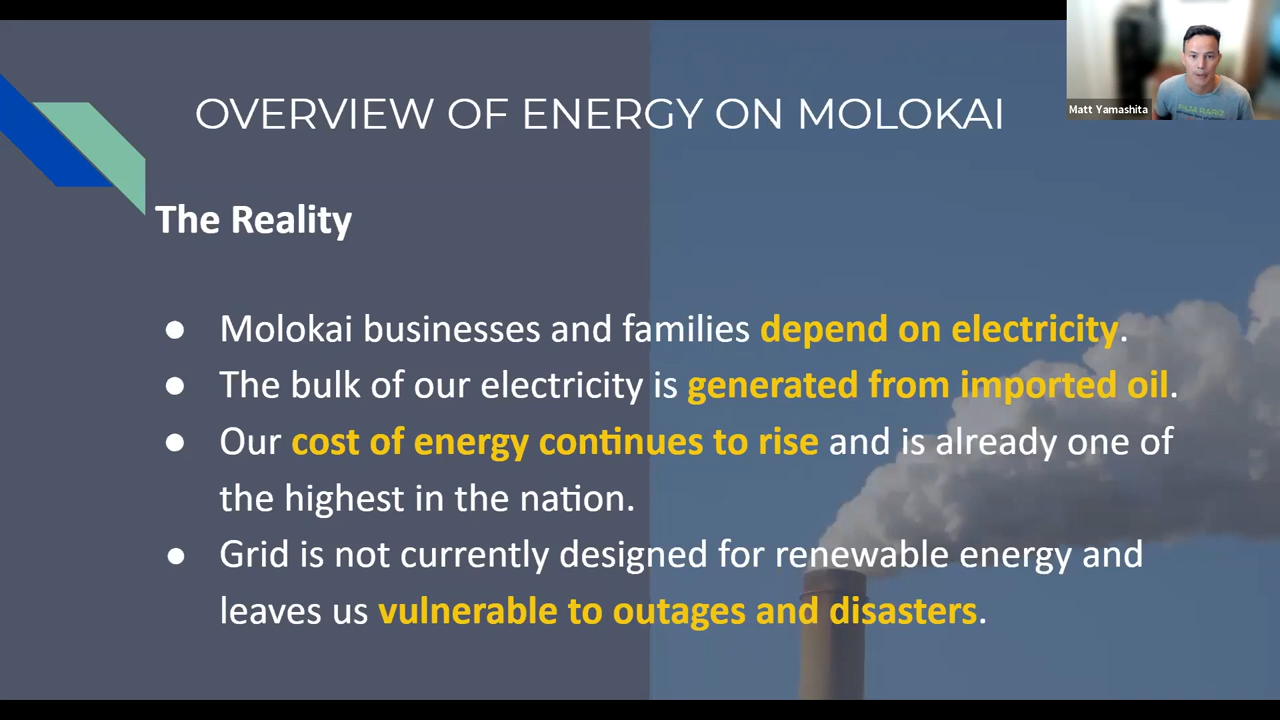 OVERVIEW OF ENERGY ON MOLOKAI
Matt Yamashita
The Reality
● Molokai businesses and families depend on electricity.
● The bulk of our electricity is generated from imported oil.
● Our cost of energy continues to rise and is already one of
the highest in the nation.
● Grid is not currently designed for renewable energy and
leaves us vulnerable to outages and disasters.